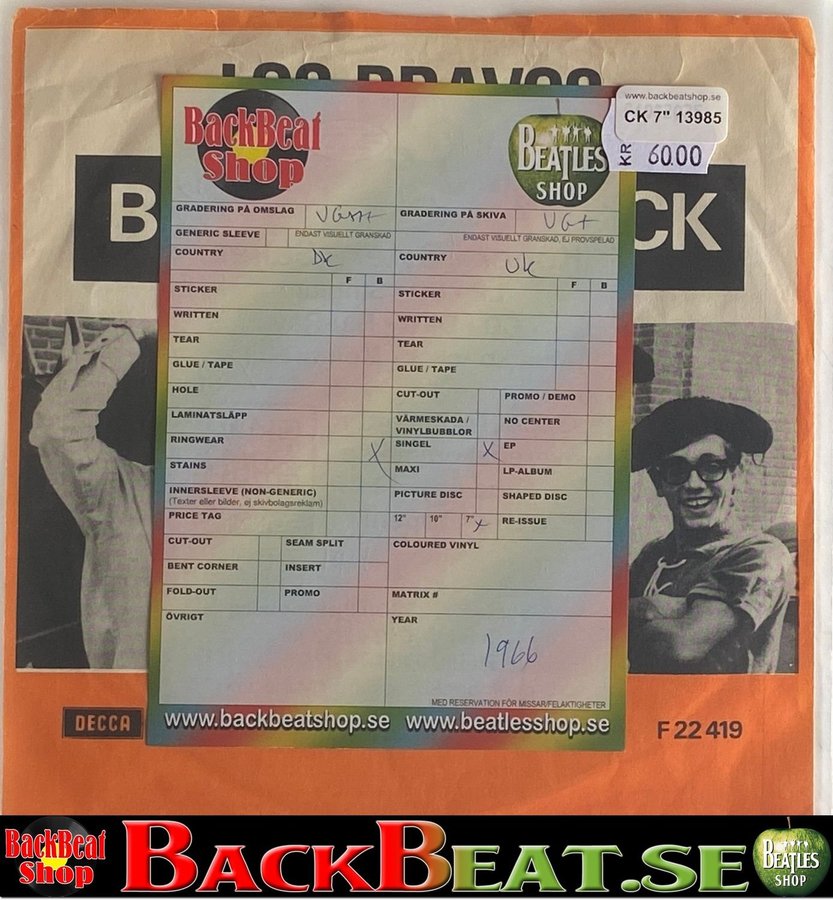 LOS BRAVOS
B
CK
www.backbeatshop.se
CK 7" 13985
KR 60.00
BackBeat
Shop
BEATLES
SHOP
GRADERING PÅ OMSLAG
GRADERING PÅ SKIVA VG+
GENERIC SLEEVE
ENDAST VISUELLT GRANSKAD
ENDAST VISUELLT GRANSKAD, EJ PROVSPELAD
COUNTRY DK
COUNTRY UK
F B
F B
STICKER
STICKER
WRITTEN
WRITTEN
TEAR
TEAR
GLUE / TAPE
GLUE / TAPE
HOLE
CUT-OUT
PROMO / DEMO
LAMINATSLÄPP
VÄRMESKADA /
VINYLBUBBLOR
NO CENTER
RINGWEAR X
SINGEL X
EP
STAINS
MAXI
LP-ALBUM
INNERSLEEVE (NON-GENERIC)
(Texter eller bilder, ej skivbolagsreklam)
PICTURE DISC
SHAPED DISC
PRICE TAG
12" 10" 7" X
RE-ISSUE
CUT-OUT
SEAM SPLIT
COLOURED VINYL
BENT CORNER
INSERT
FOLD-OUT
PROMO
MATRIX #
ÖVRIGT
YEAR
1966
MED RESERVATION FÖR MISSAR/FELAKTIGHETER
www.backbeatshop.se www.beatlesshop.se
DECCA
F 22 419
BackBeat
Shop
BACKBEAT.SE
BEATLES
SHOP